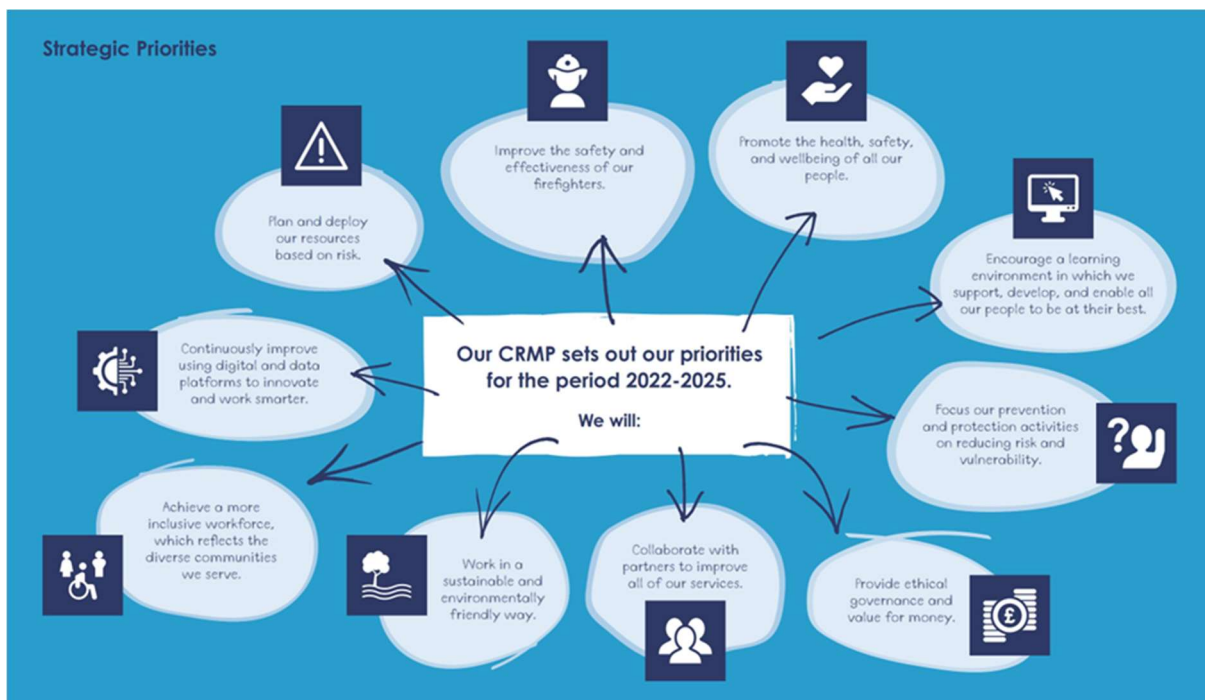 Strategic Priorities
Our CRMP sets out our priorities
for the period 2022-2025.
We will:
Plan and deploy
our resources
based on risk.
Improve the safety and
effectiveness of our
firefighters.
Promote the health, safety,
and wellbeing of all our
people.
Encourage a learning
environment in which we
support, develop, and enable all
our people to be at their best.
Focus our prevention
and protection activities
on reducing risk and
vulnerability.
Provide ethical
governance and
value for money.
£
Collaborate with
partners to improve
all of our services.
Work in a
sustainable and
environmentally
friendly way.
Achieve a more
inclusive workforce,
which reflects the
diverse communities
we serve.
Continuously improve
using digital and data
platforms to innovate
and work smarter.